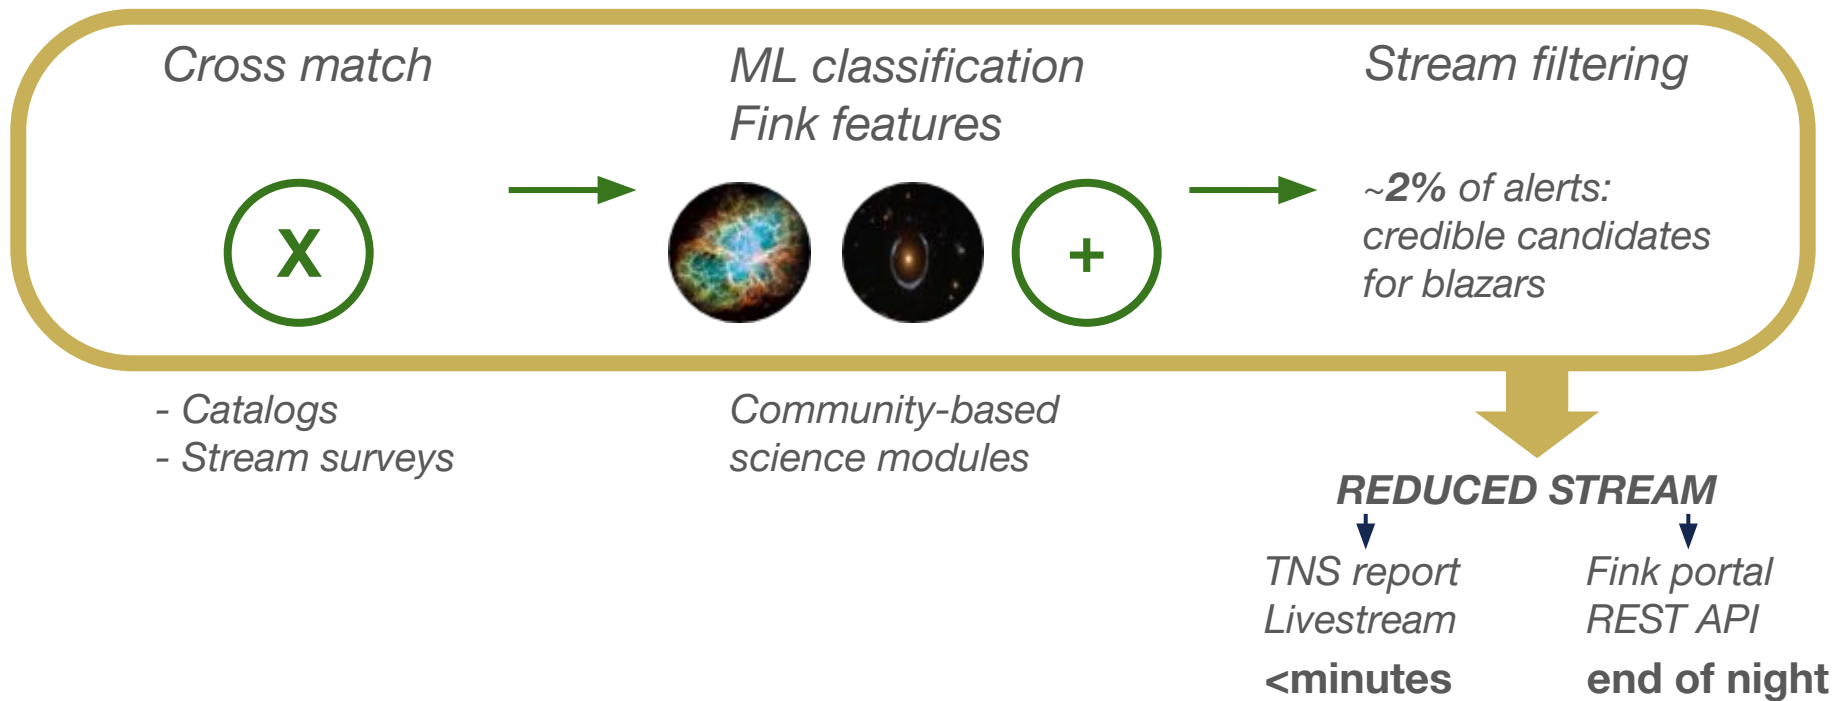 Cross match
ML classification
Fink features
Stream filtering
X
+
~2% of alerts:
credible candidates
for blazars
- Catalogs
- Stream surveys
Community-based
science modules
REDUCED STREAM
TNS report
Livestream
<minutes
Fink portal
REST API
end of night